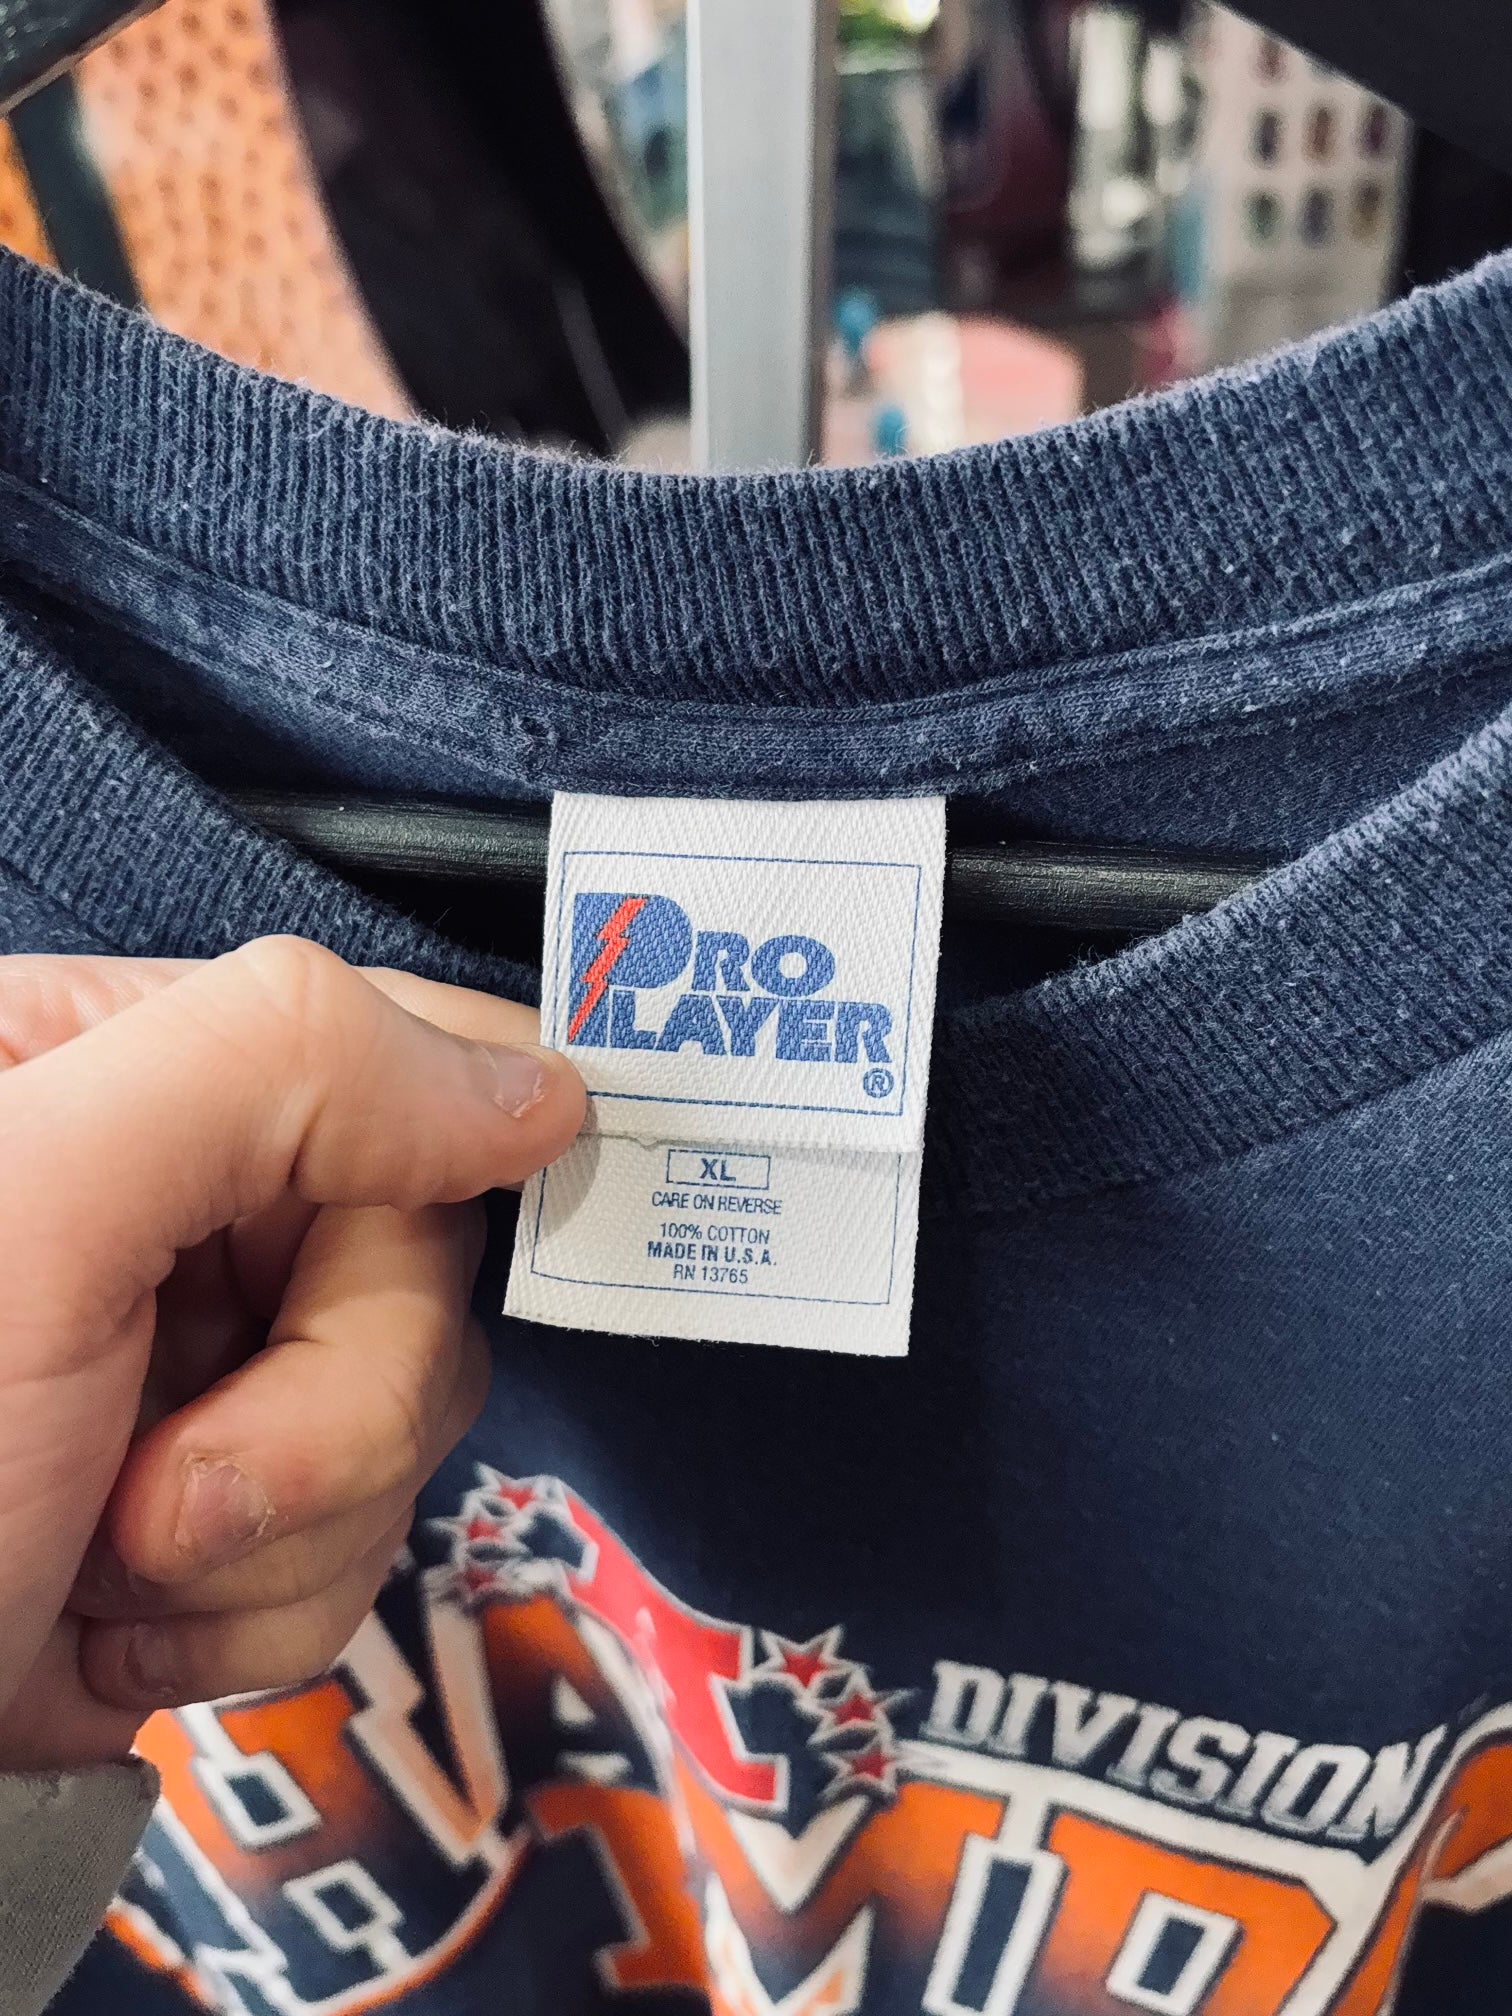 PRO
PLAYER
®
XL
CARE ON REVERSE
100% COTTON
MADE IN U.S.A.
RN 13765
DIVISION